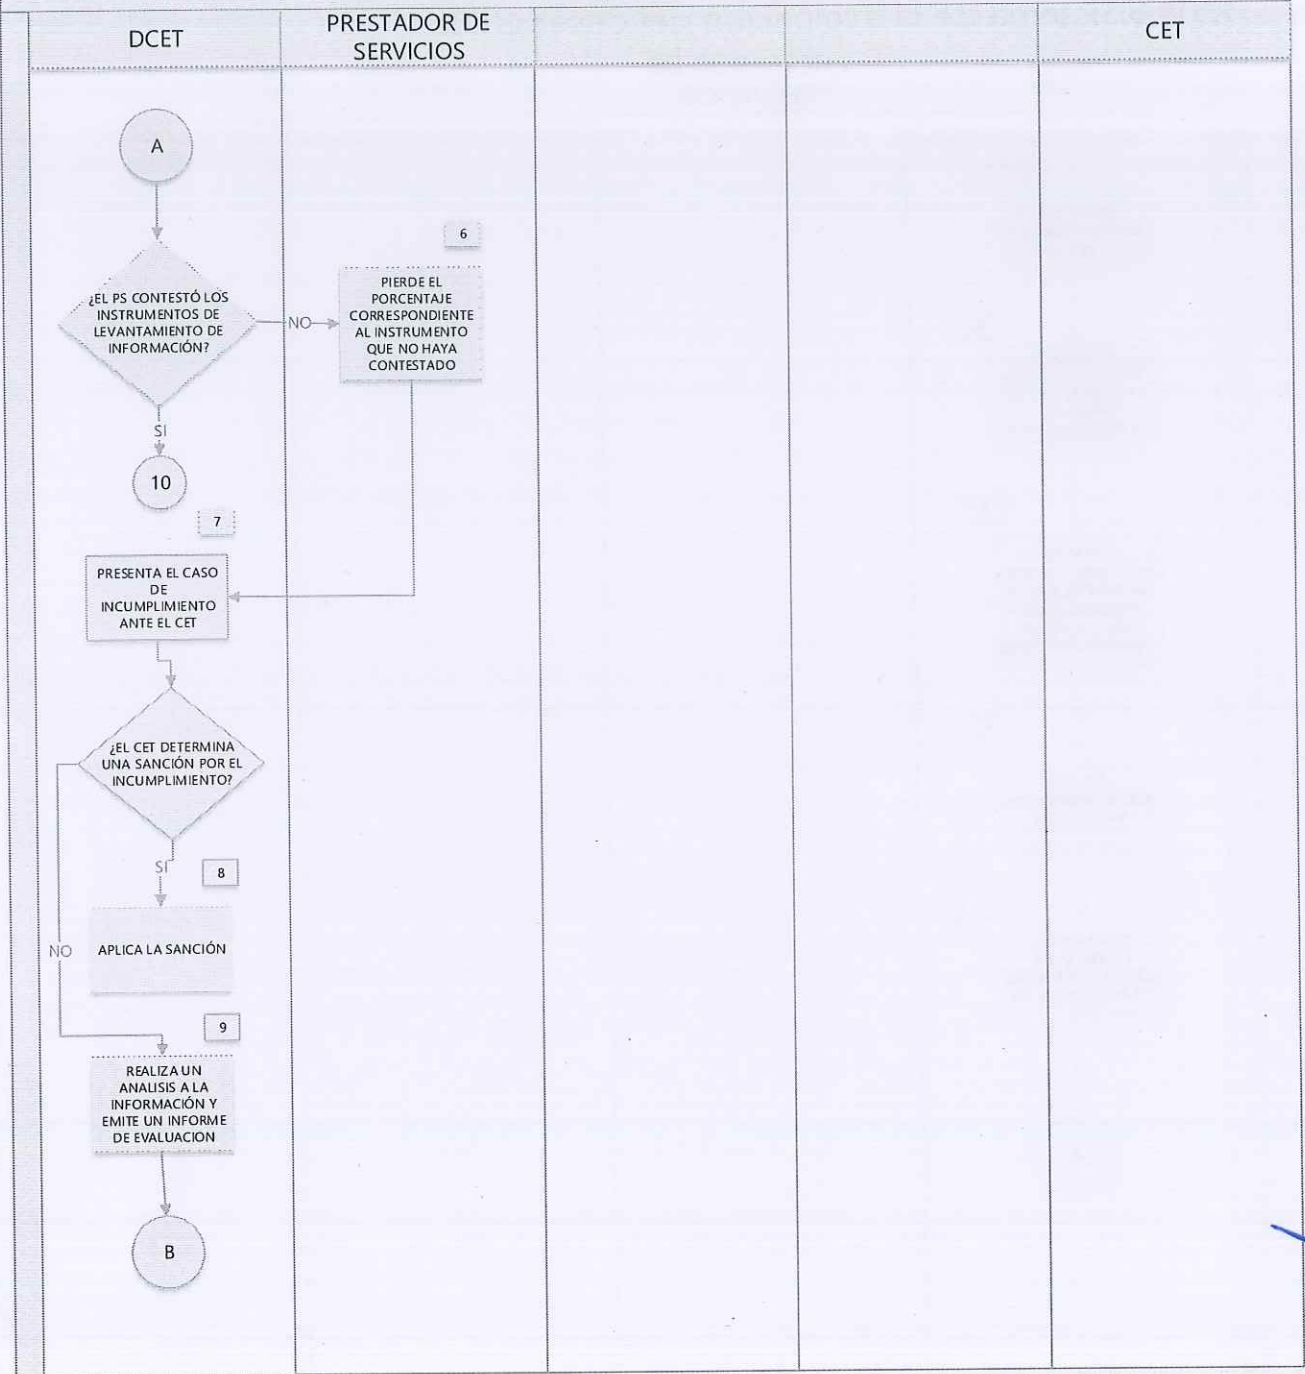 DCET
PRESTADOR DE
SERVICIOS
CET
A
6
¿EL PS CONTESTÓ LOS
INSTRUMENTOS DE
LEVANTAMIENTO DE
INFORMACIÓN?
NO
PIERDE EL
PORCENTAJE
CORRESPONDIENTE
AL INSTRUMENTO
QUE NO HAYA
CONTESTADO
SI
10
7
PRESENTA EL CASO
DE
INCUMPLIMIENTO
ANTE EL CET
¿EL CET DETERMINA
UNA SANCIÓN POR EL
INCUMPLIMIENTO?
SI
8
NO
APLICA LA SANCIÓN
9
REALIZA UN
ANALISIS A LA
INFORMACIÓN Y
EMITE UN INFORME
DE EVALUACION
B